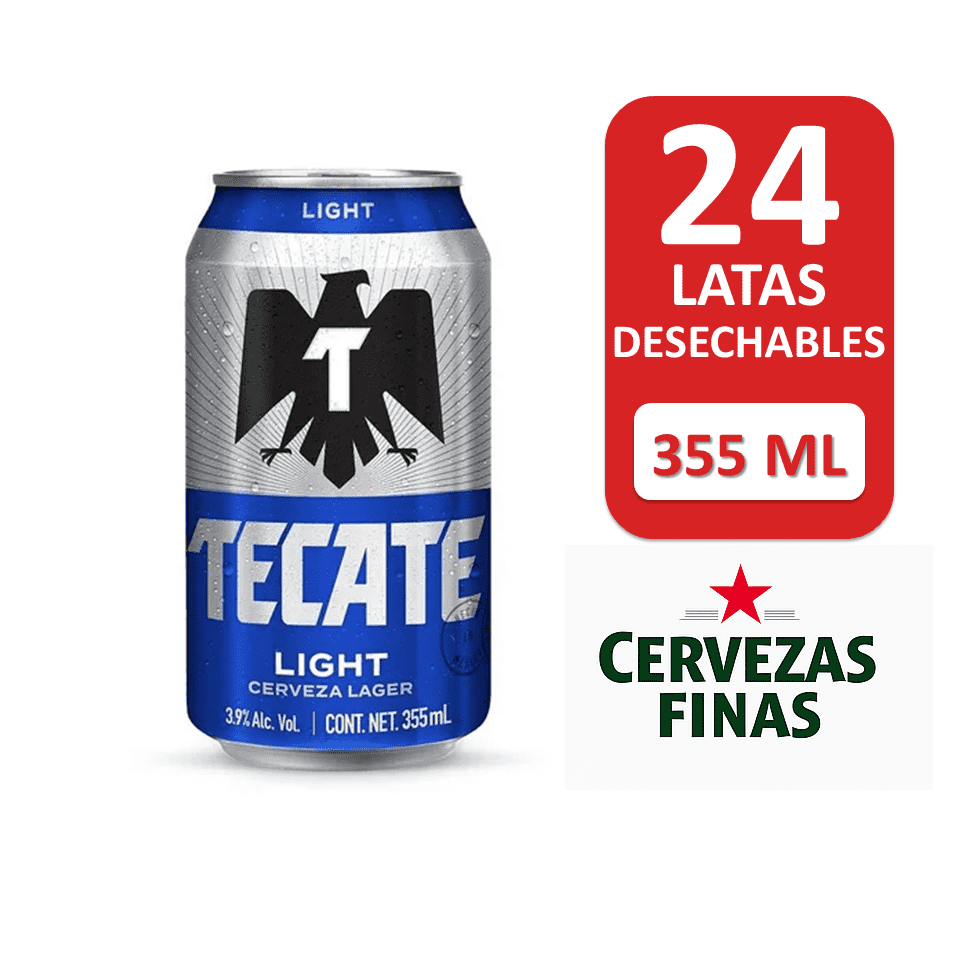 LIGHT
T
TECATE
LIGHT
CERVEZA LAGER
3.9% Alc. Vol. | CONT. NET. 355mL
24
LATAS
DESECHABLES
355 ML
CERVEZAS
FINAS